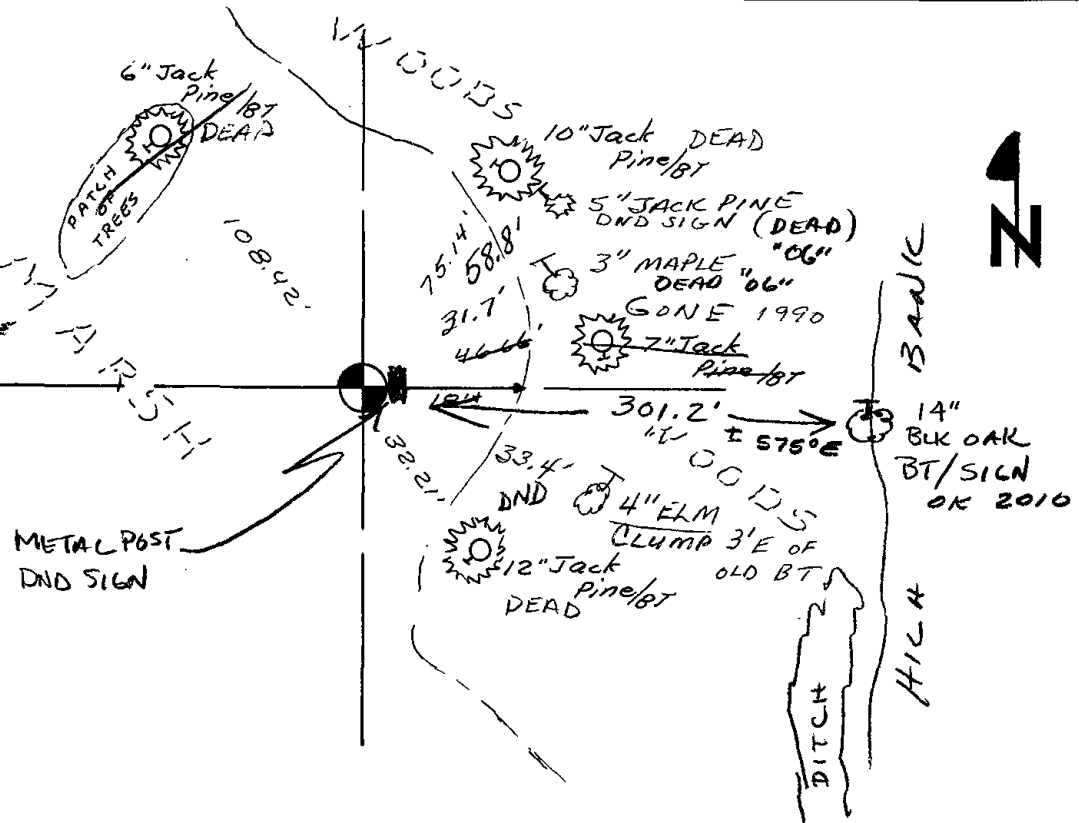 WOODS
6" Jack
Pine/BT
DEAD
PATCH
OF
TREES
10" Jack DEAD
Pine/BT
5" JACK PINE
DND SIGN (DEAD)
"06"
3" MAPLE
DEAD "06"
GONE 1990
7" Jack
Pine/BT
N
HIGH BANK
108.42'
75.14'
58.8'
31.7'
46.66'
MARSH
301.2'
± S75°E
14"
BLK OAK
BT/SIGN
OK 2010
WOODS
32.21'
33.4'
DND
4" ELM
CLUMP 3'E OF
OLD BT
12" Jack
Pine/BT
DEAD
METAL POST
DND SIGN
DITCH